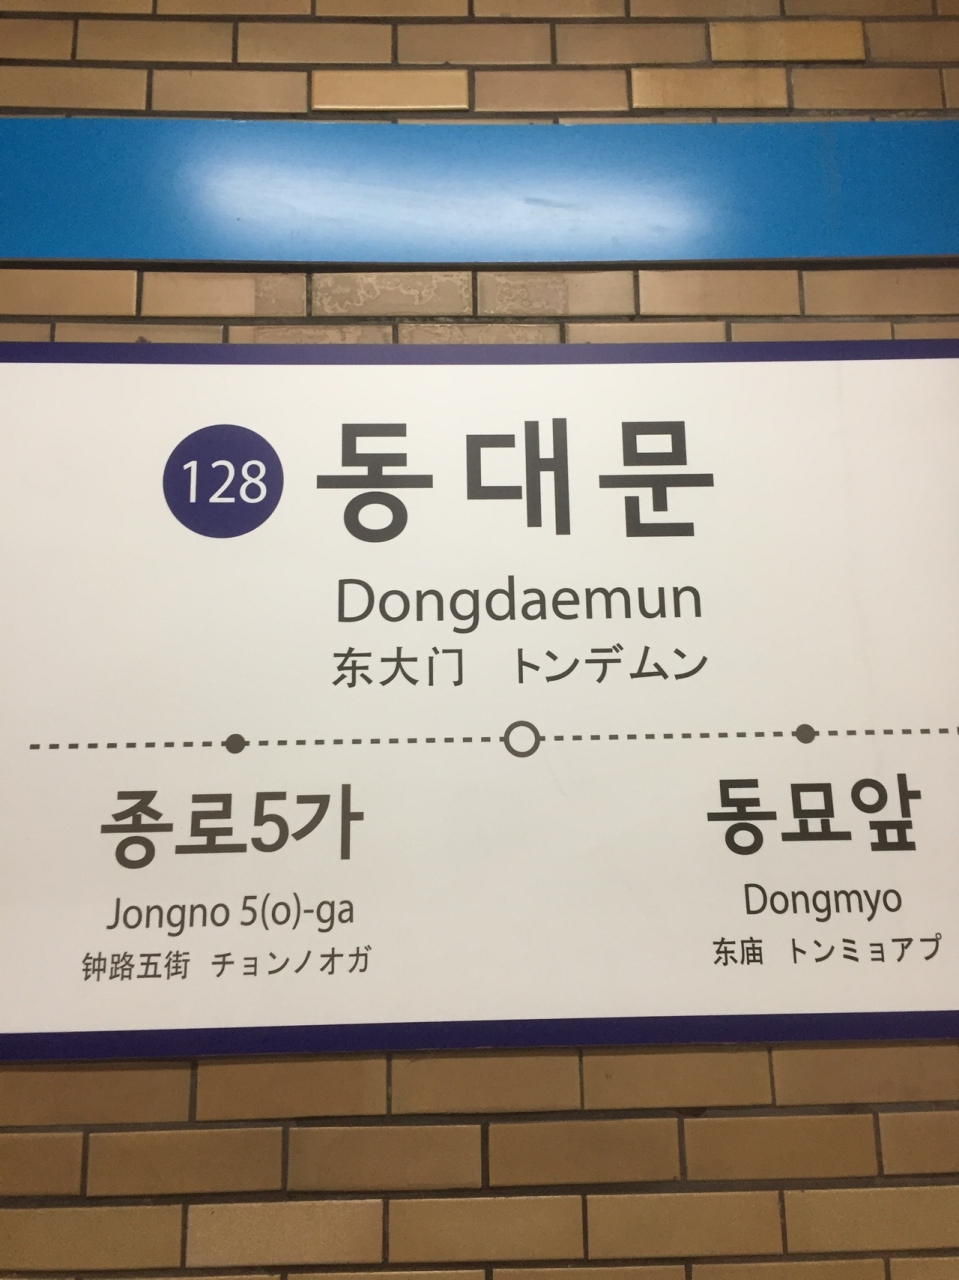 128 동대문
Dongdaemun
东大门 トンデムン
종로5가
Jongno 5(o)-ga
钟路五街 チョンノオガ
동묘앞
Dongmyo
东庙 トンミョアプ